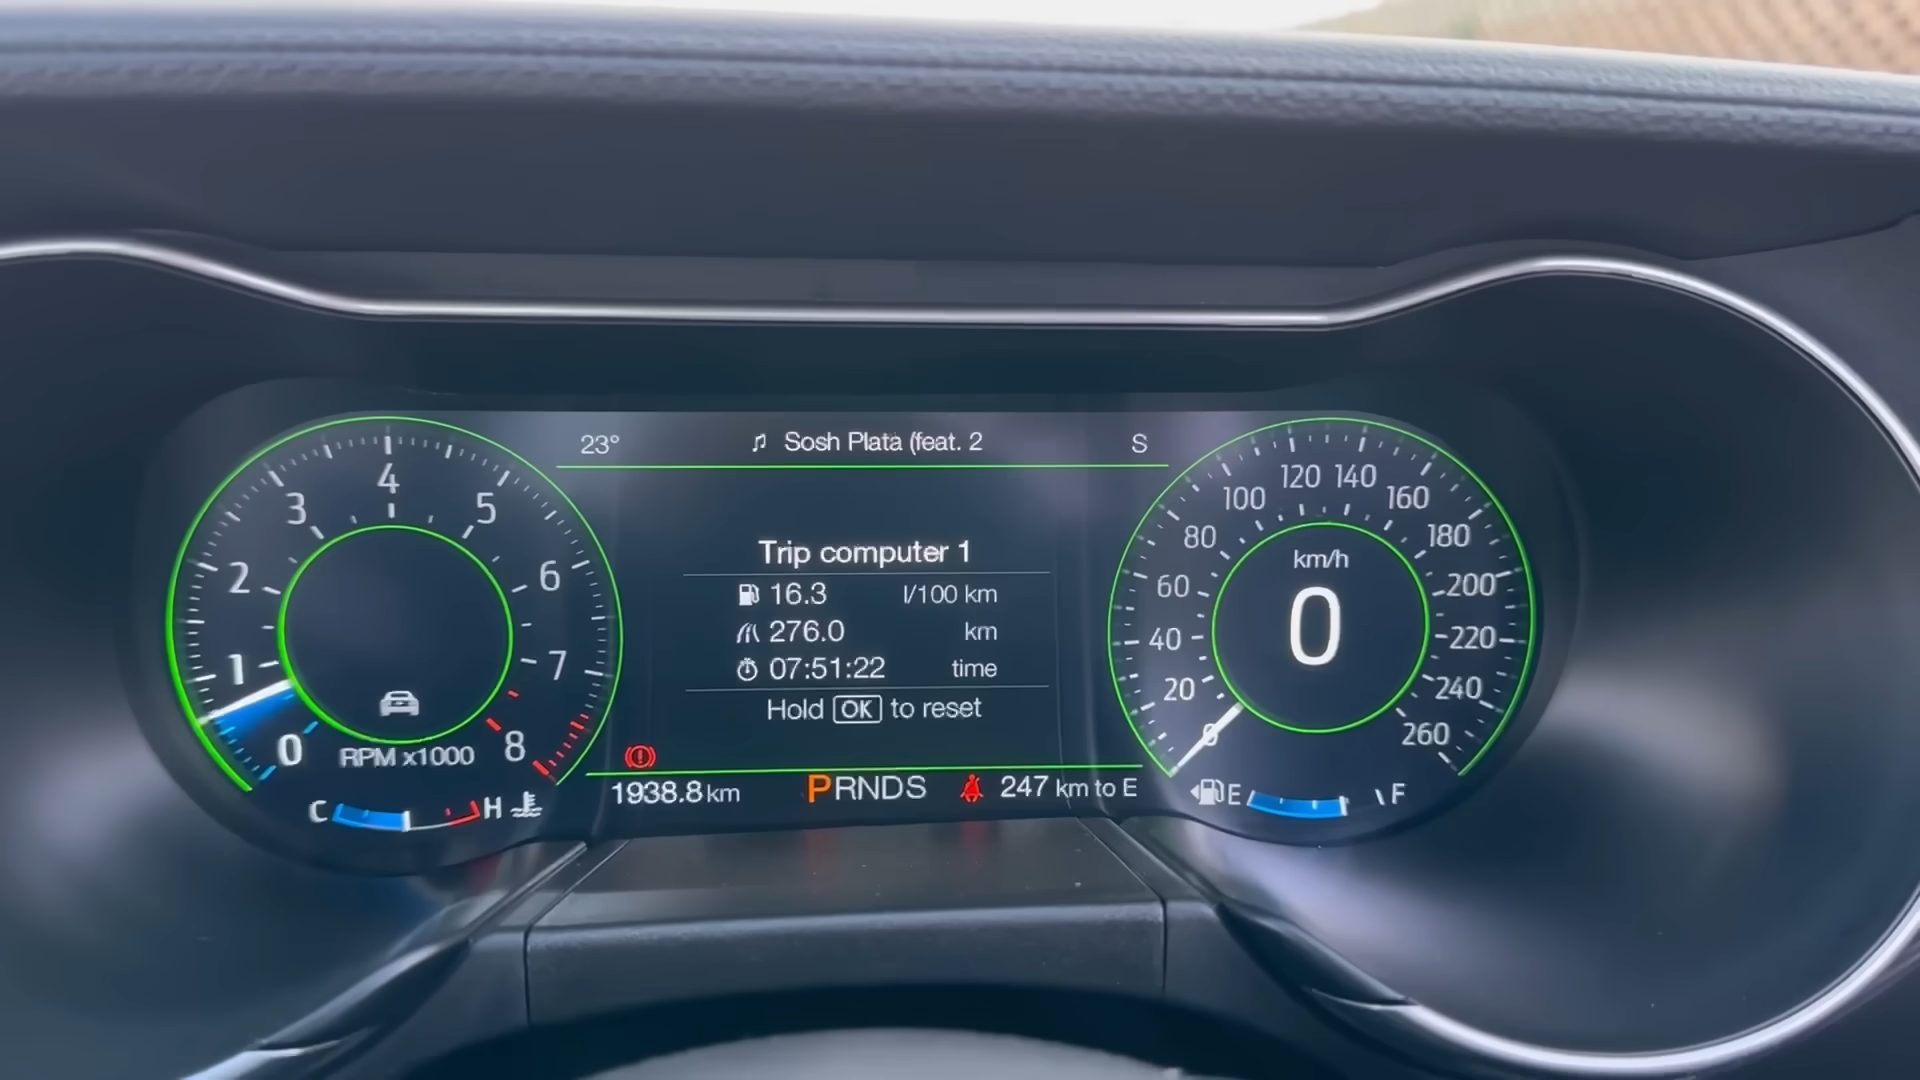 23° Sosh Plata (feat. 2 S
0 1 2 3 4 5 6 7 8
RPM x1000
C H
Trip computer 1
16.3 l/100 km
276.0 km
07:51:22 time
Hold OK to reset
1938.8 km PRNDS 247 km to E
0 20 40 60 80 100 120 140 160 180 200 220 240 260
km/h
0
E F